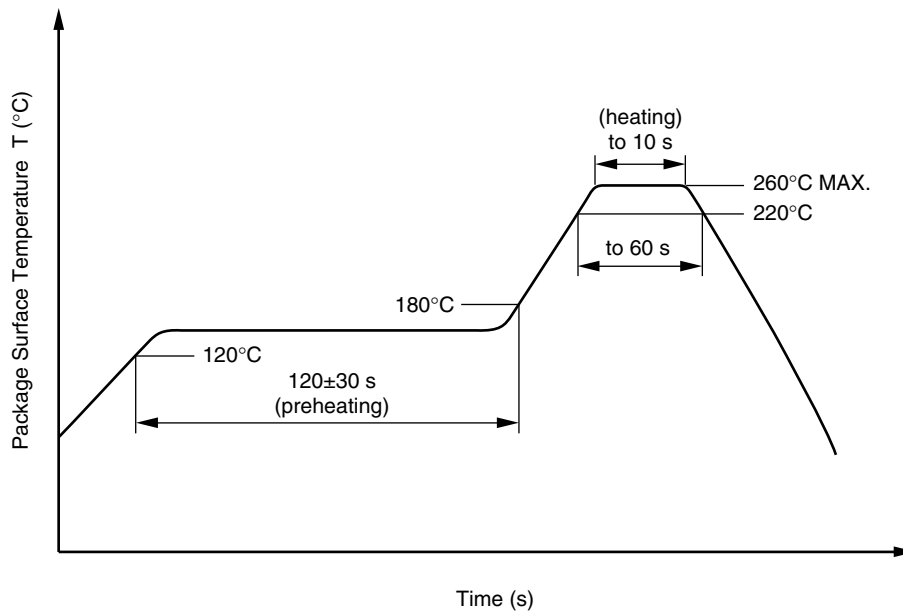 Package Surface Temperature T (°C)
(heating)
to 10 s
260°C MAX.
220°C
to 60 s
180°C
120°C
120±30 s
(preheating)
Time (s)